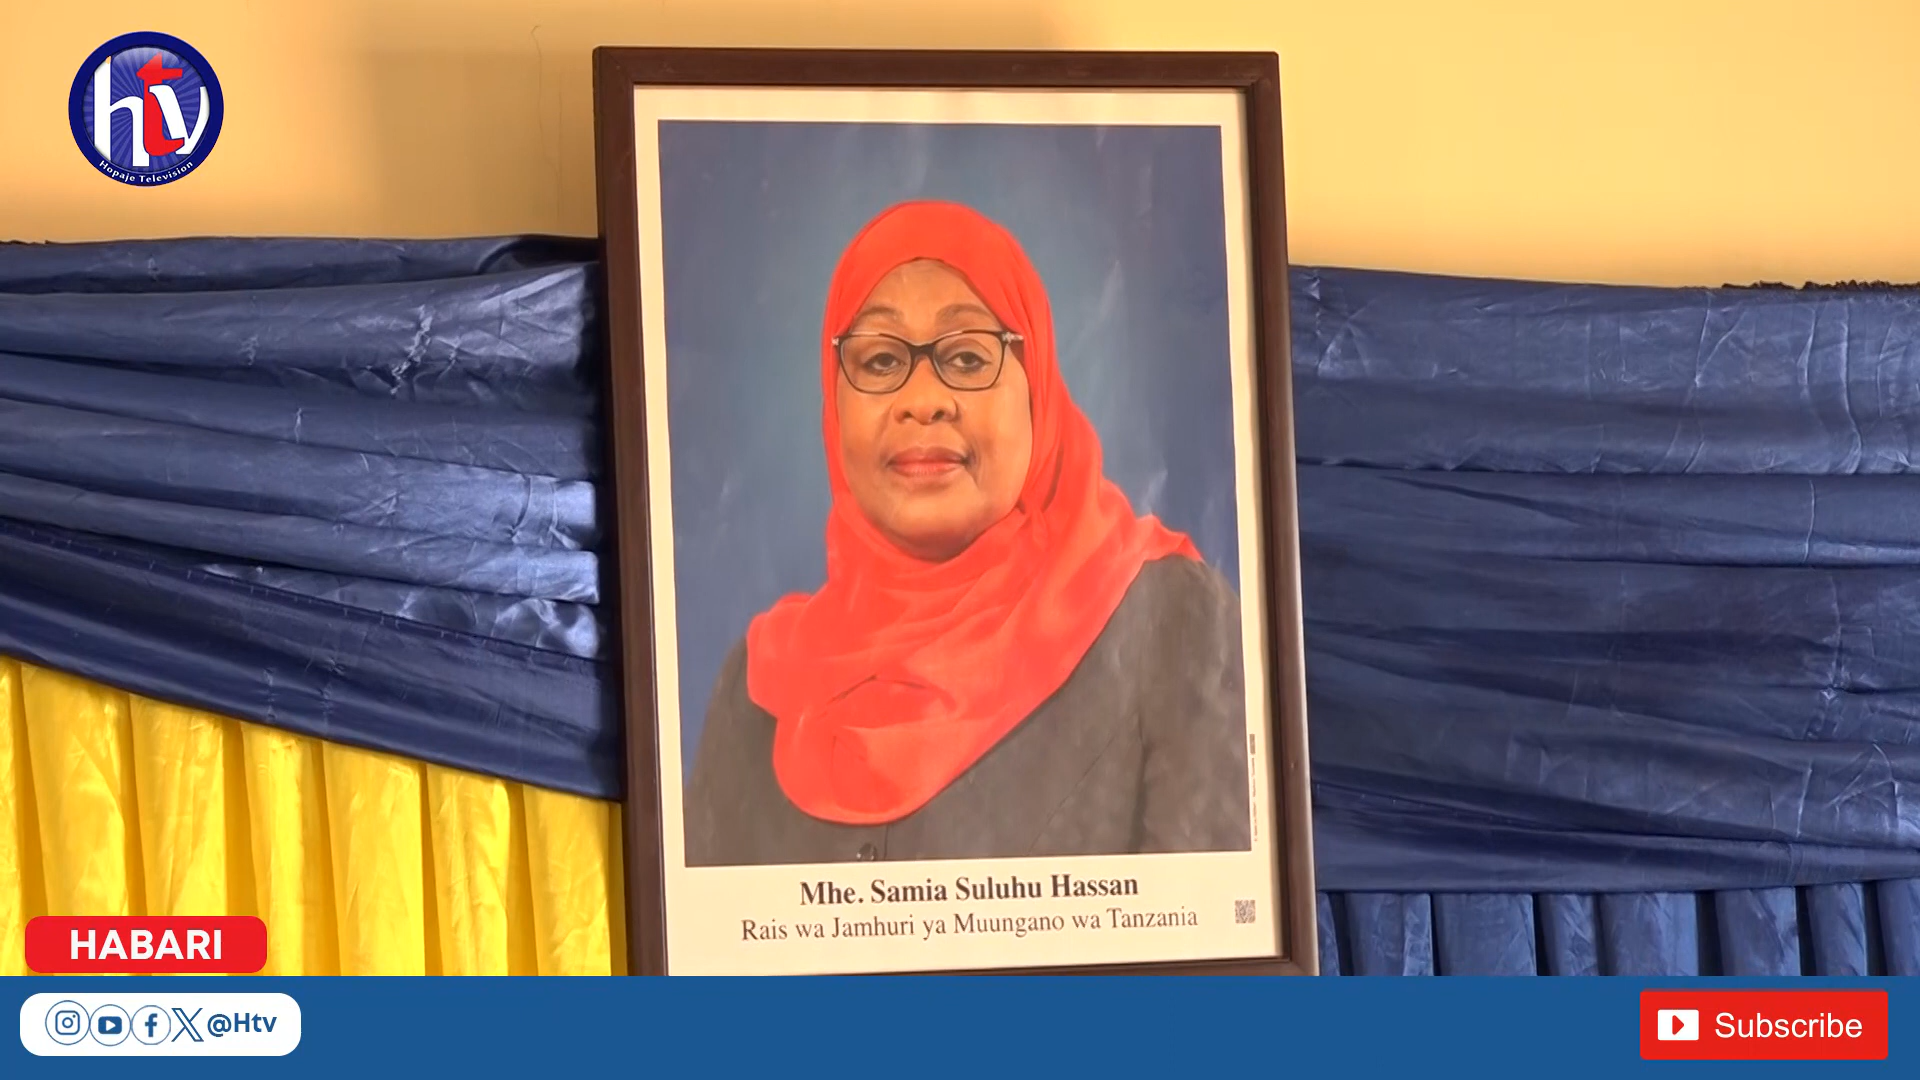 htv
Hopaje Television
Mhe. Samia Suluhu Hassan
Rais wa Jamhuri ya Muungano wa Tanzania
HABARI
@Htv
Subscribe